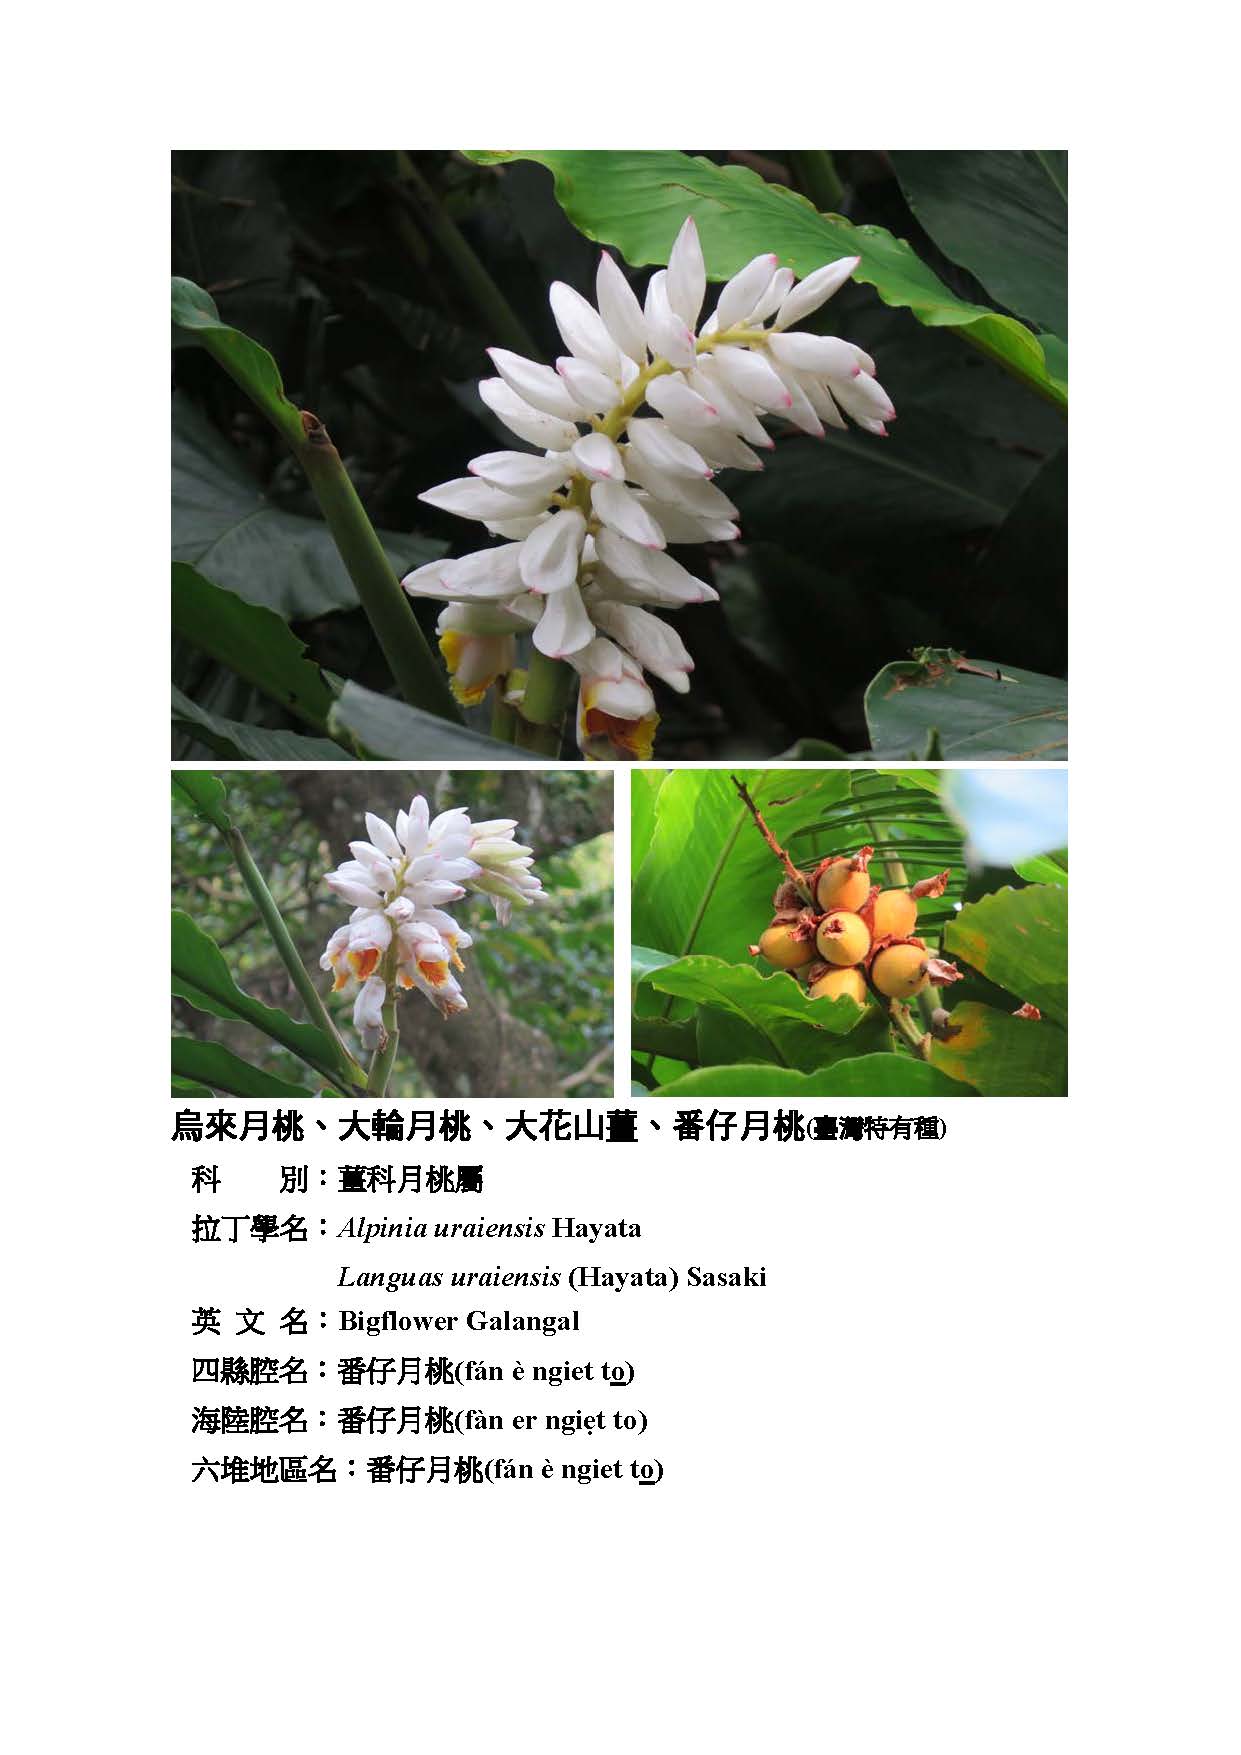 烏來月桃、大輪月桃、大花山薑、番仔月桃(臺灣特有種)
科　　別：薑科月桃屬
拉丁學名：Alpinia uraiensis Hayata
Languas uraiensis (Hayata) Sasaki
英 文 名：Bigflower Galangal
四縣腔名：番仔月桃(fán è ngiet to)
海陸腔名：番仔月桃(fàn er ngiẹt to)
六堆地區名：番仔月桃(fán è ngiet to)